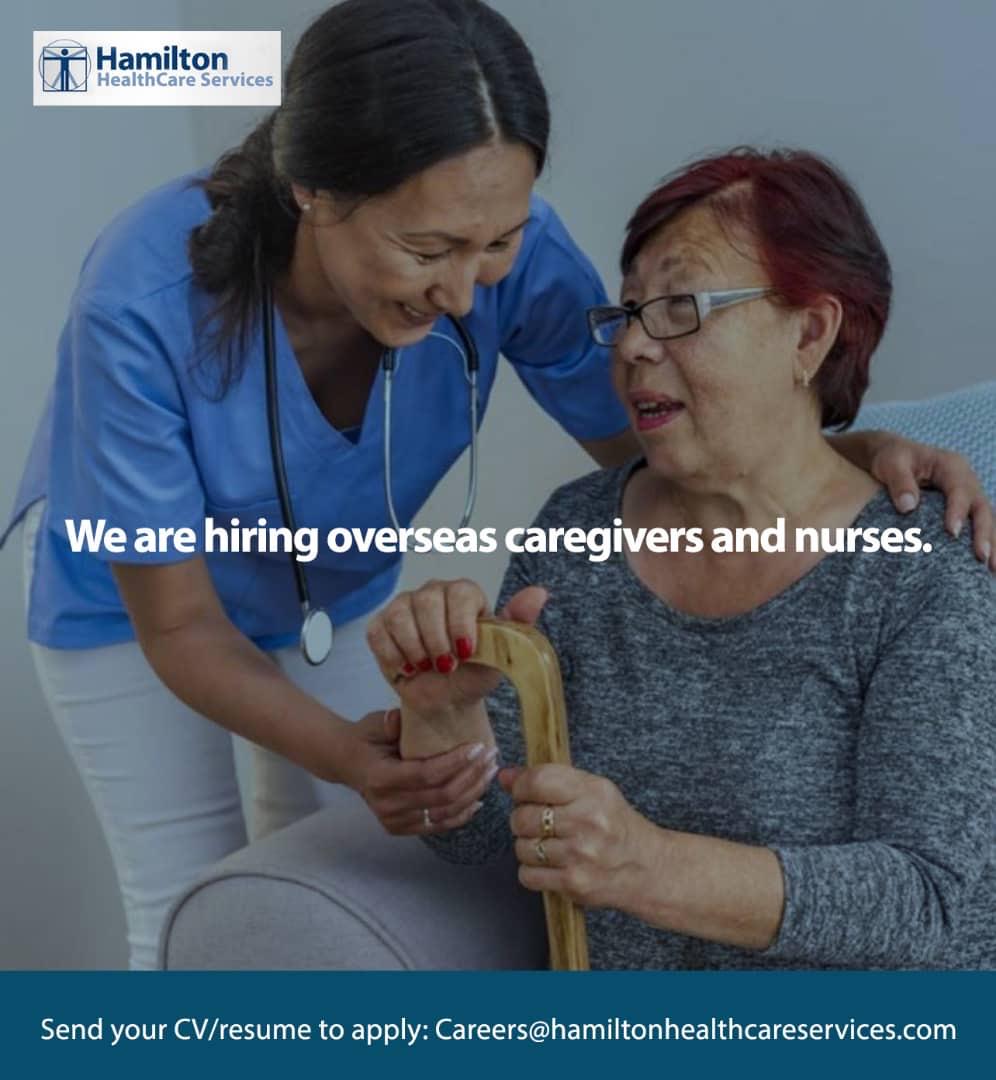 Hamilton
HealthCare Services
We are hiring overseas caregivers and nurses.
Send your CV/resume to apply: Careers@hamiltonhealthcareservices.com